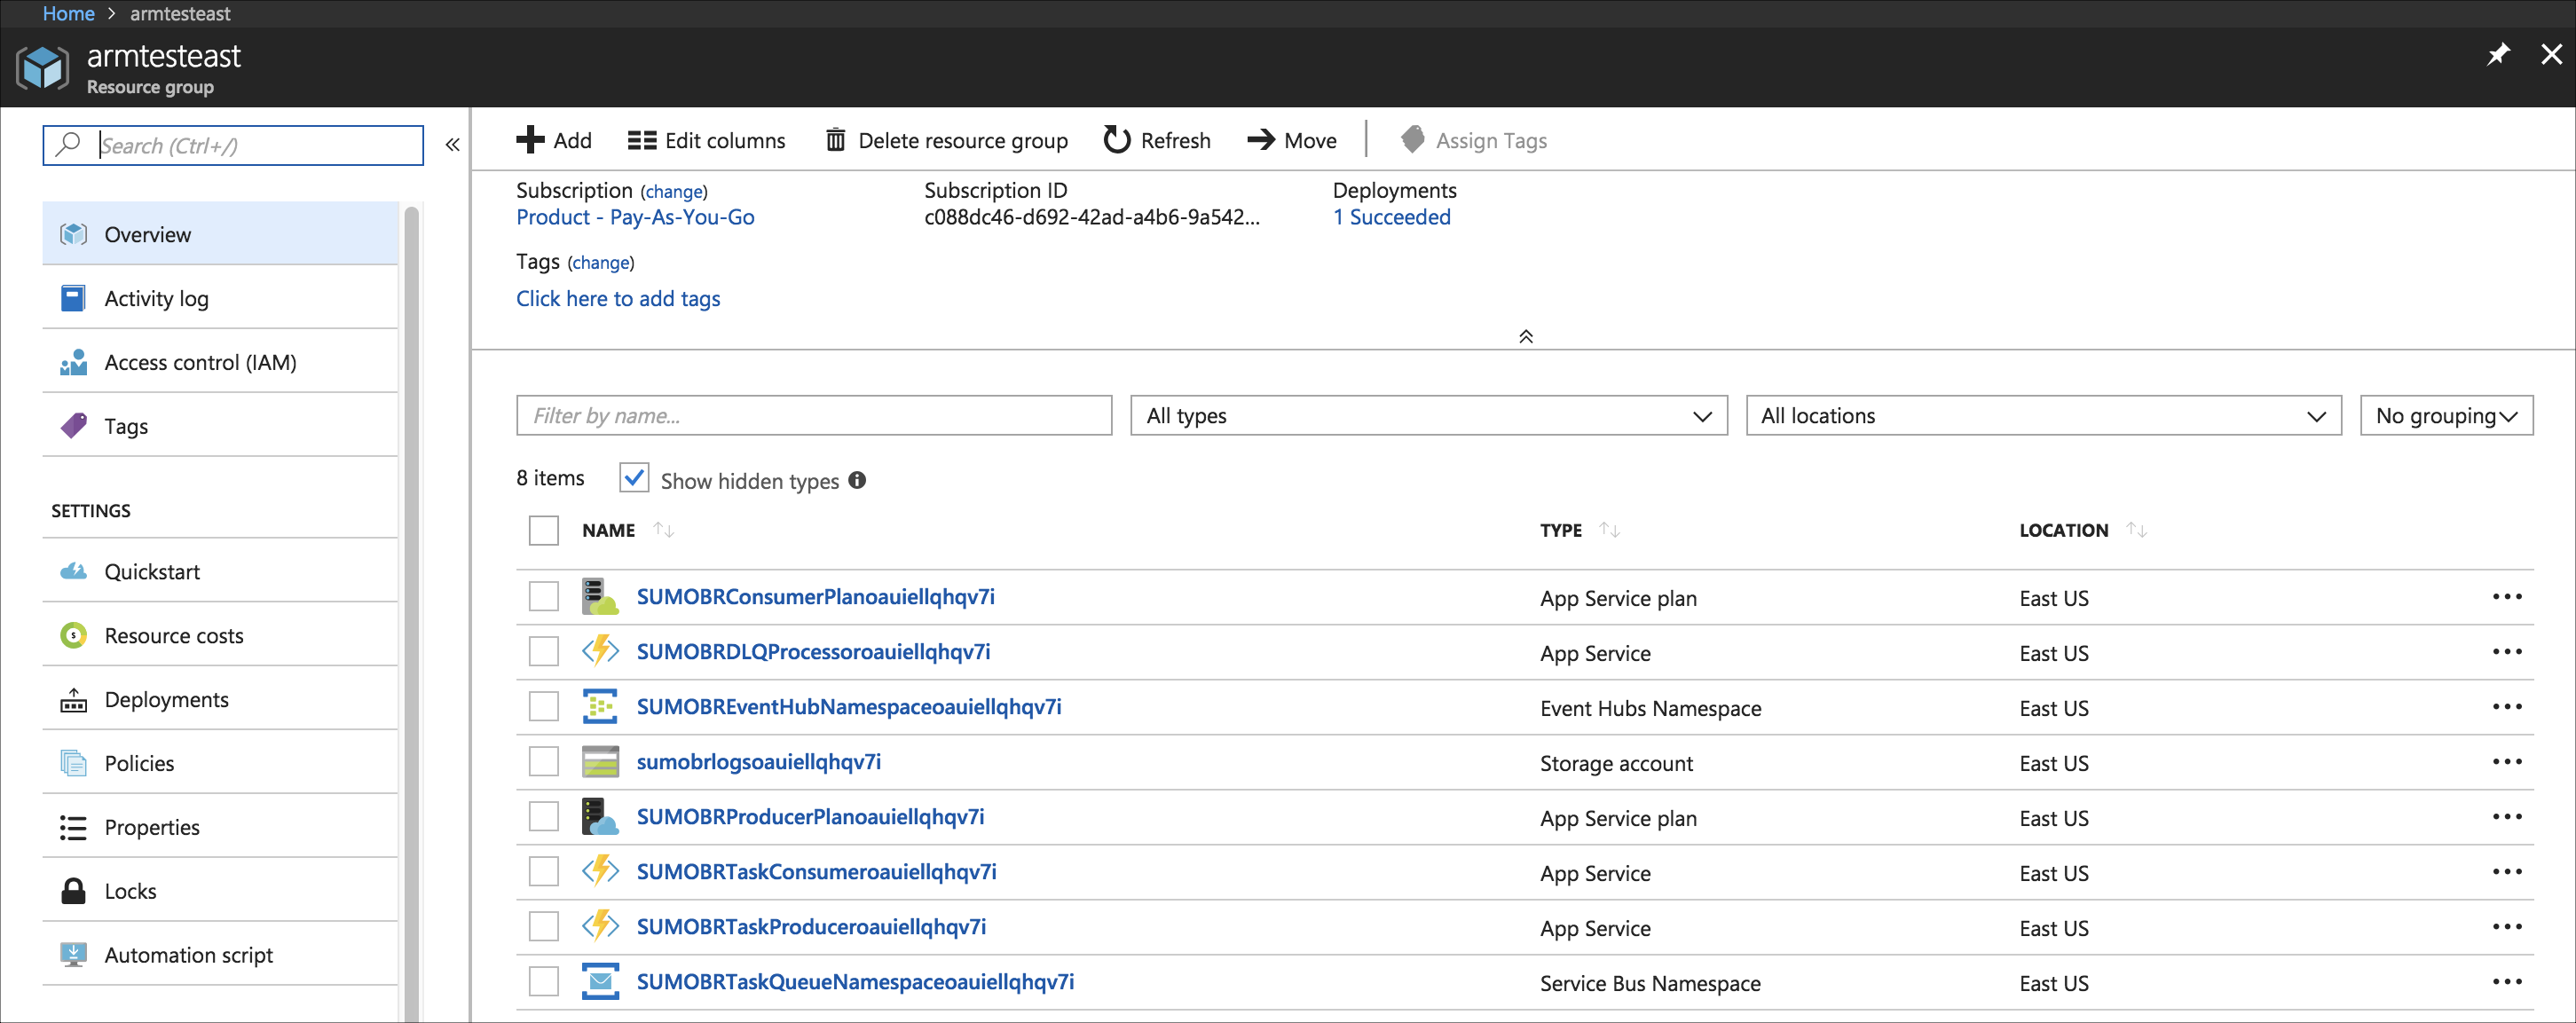 Home > armtesteast
armtesteast
Resource group
Search (Ctrl+/)
Overview
Activity log
Access control (IAM)
Tags
SETTINGS
Quickstart
Resource costs
Deployments
Policies
Properties
Locks
Automation script
Add Edit columns Delete resource group Refresh Move Assign Tags
Subscription (change) Subscription ID Deployments
Product - Pay-As-You-Go c088dc46-d692-42ad-a4b6-9a542... 1 Succeeded
Tags (change)
Click here to add tags
Filter by name... All types All locations No grouping
8 items Show hidden types
NAME TYPE LOCATION
SUMOBRConsumerPlanoauiellqhqv7i App Service plan East US
SUMOBRDLQProcessoroauiellqhqv7i App Service East US
SUMOBREventHubNamespaceoauiellqhqv7i Event Hubs Namespace East US
sumobrlogsoauiellqhqv7i Storage account East US
SUMOBRProducerPlanoauiellqhqv7i App Service plan East US
SUMOBRTaskConsumeroauiellqhqv7i App Service East US
SUMOBRTaskProduceroauiellqhqv7i App Service East US
SUMOBRTaskQueueNamespaceoauiellqhqv7i Service Bus Namespace East US